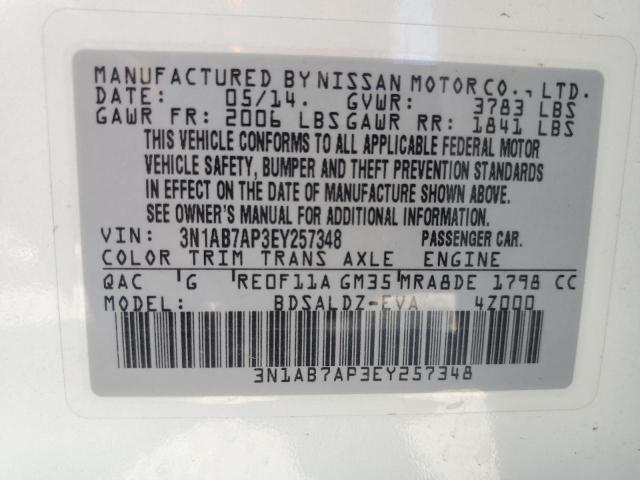 MANUFACTURED BY NISSAN MOTOR CO., LTD.
DATE: 05/14. GVWR: 3783 LBS
GAWR FR: 2006 LBS GAWR RR: 1841 LBS
THIS VEHICLE CONFORMS TO ALL APPLICABLE FEDERAL MOTOR
VEHICLE SAFETY, BUMPER AND THEFT PREVENTION STANDARDS
IN EFFECT ON THE DATE OF MANUFACTURE SHOWN ABOVE.
SEE OWNER'S MANUAL FOR ADDITIONAL INFORMATION.
VIN: 3N1AB7AP3EY257348 PASSENGER CAR.
COLOR TRIM TRANS AXLE ENGINE
QAC G RE0F11A GM35 MRA8DE 1798 CC
MODEL: BDSALDZ-EVA 4Z000
3N1AB7AP3EY257348